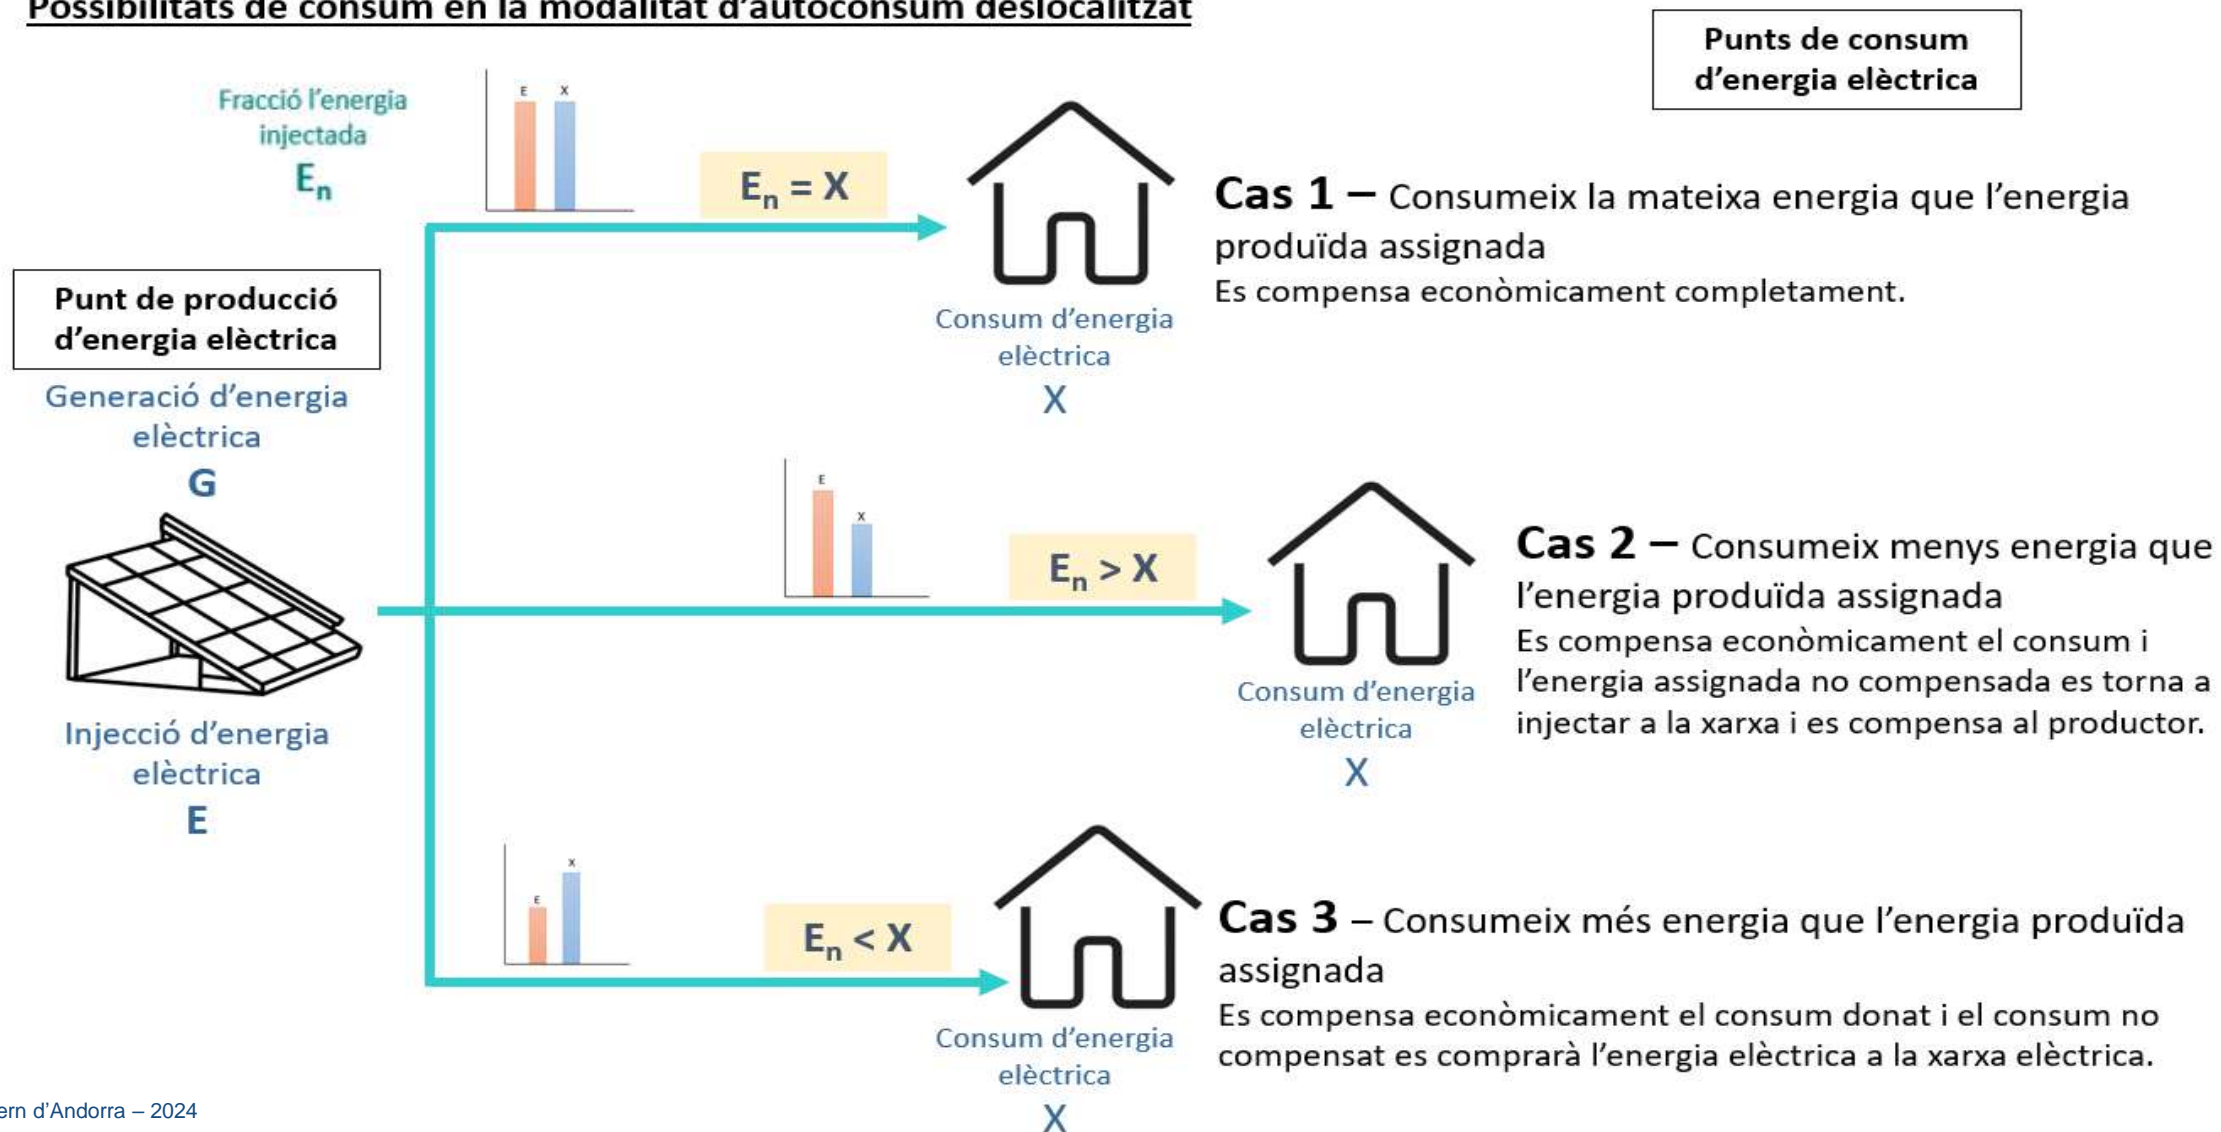 Possibilitats de consum en la modalitat d'autoconsum deslocalitzat
Punts de consum
d'energia elèctrica
Fracció l'energia
injectada
En
E X
En = X
Cas 1 – Consumeix la mateixa energia que l'energia
produïda assignada
Es compensa econòmicament completament.
Consum d'energia
elèctrica
X
Punt de producció
d'energia elèctrica
Generació d'energia
elèctrica
G
Injecció d'energia
elèctrica
E
E
X
En > X
Cas 2 – Consumeix menys energia que
l'energia produïda assignada
Es compensa econòmicament el consum i
l'energia assignada no compensada es torna a
injectar a la xarxa i es compensa al productor.
Consum d'energia
elèctrica
X
X
E
En < X
Cas 3 – Consumeix més energia que l'energia produïda
assignada
Es compensa econòmicament el consum donat i el consum no
compensat es comprarà l'energia elèctrica a la xarxa elèctrica.
Consum d'energia
elèctrica
X
ern d'Andorra – 2024